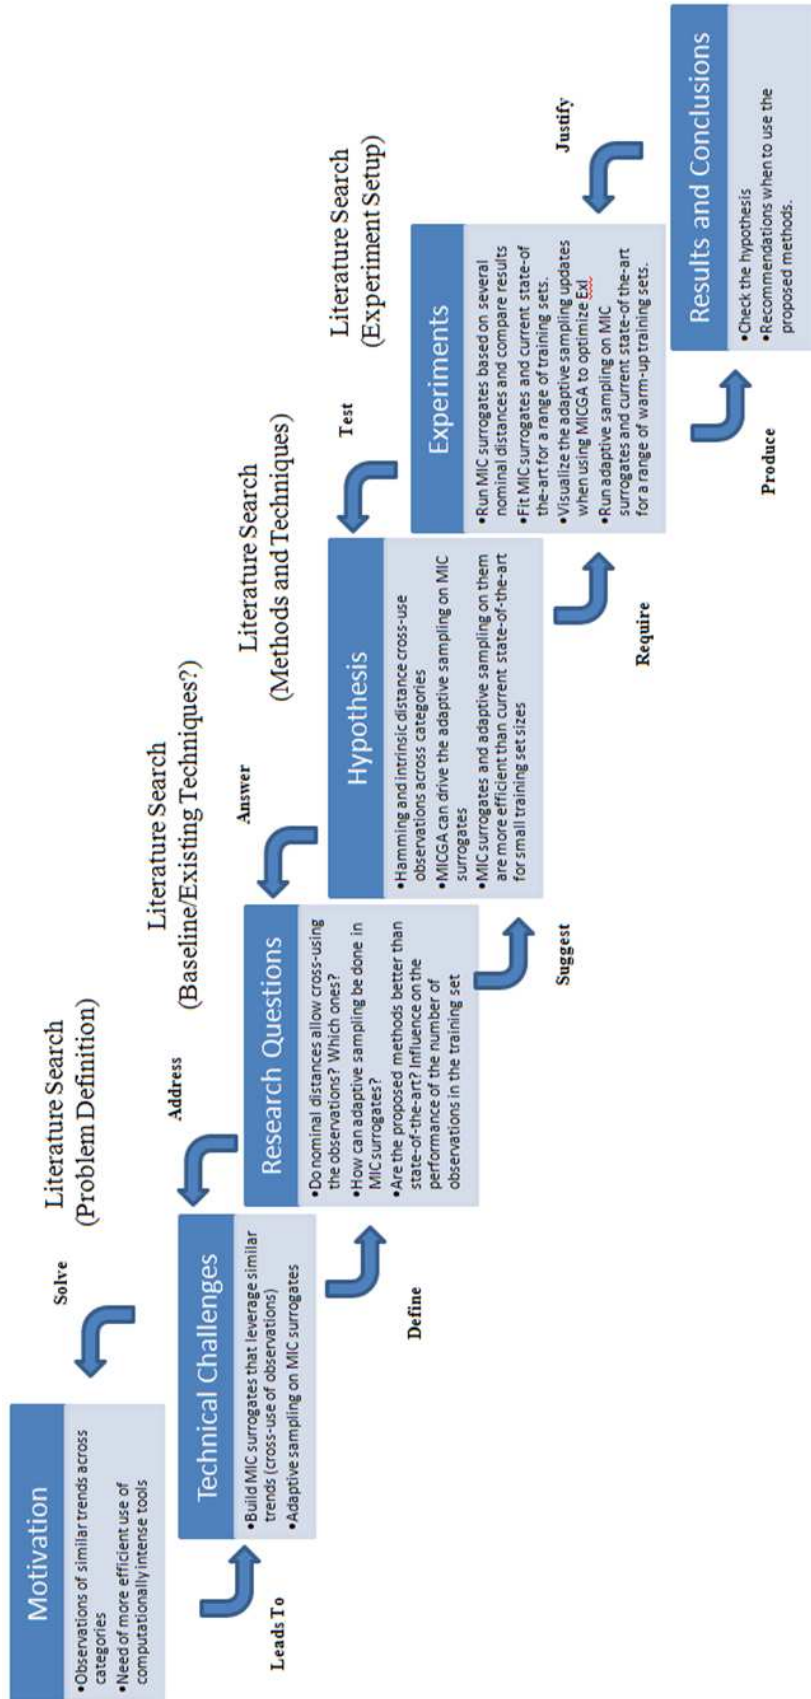 Motivation
•Observations of similar trends across
categories
•Need of more efficient use of
computationally intense tools
Solve
Literature Search
(Problem Definition)
Leads To
Technical Challenges
•Build MIC surrogates that leverage similar
trends (cross-use of observations)
•Adaptive sampling on MIC surrogates
Address
Literature Search
(Baseline/Existing Techniques?)
Define
Research Questions
•Do nominal distances allow cross-using
the observations? Which ones?
•How can adaptive sampling be done in
MIC surrogates?
•Are the proposed methods better than
state-of-the-art? Influence on the
performance of the number of
observations in the training set
Answer
Literature Search
(Methods and Techniques)
Suggest
Hypothesis
•Hamming and intrinsic distance cross-use
observations across categories
•MICGA can drive the adaptive sampling on MIC
surrogates
•MIC surrogates and adaptive sampling on them
are more efficient than current state-of-the-art
for small training set sizes
Test
Literature Search
(Experiment Setup)
Require
Experiments
•Run MIC surrogates based on several
nominal distances and compare results
•Fit MIC surrogates and current state-of
the-art for a range of training sets.
•Visualize the adaptive sampling updates
when using MICGA to optimize ExI
•Run adaptive sampling on MIC
surrogates and current state-of the-art
for a range of warm-up training sets.
Justify
Produce
Results and Conclusions
•Check the hypothesis
•Recommendations when to use the
proposed methods.